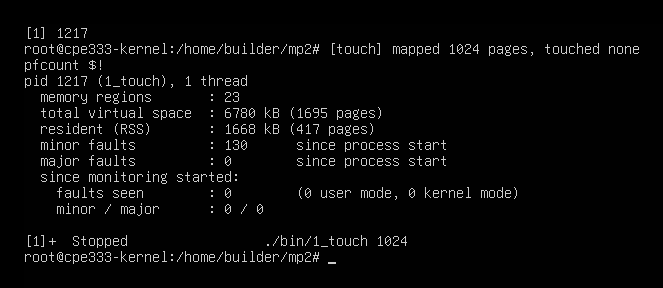 [1] 1217
root@cpe333-kernel:/home/builder/mp2# [touch] mapped 1024 pages, touched none
pfcount $!
pid 1217 (1_touch), 1 thread
  memory regions       : 23
  total virtual space  : 6780 kB (1695 pages)
  resident (RSS)       : 1668 kB (417 pages)
  minor faults         : 130      since process start
  major faults         : 0        since process start
  since monitoring started:
    faults seen        : 0        (0 user mode, 0 kernel mode)
    minor / major      : 0 / 0

[1]+  Stopped                 ./bin/1_touch 1024
root@cpe333-kernel:/home/builder/mp2# _